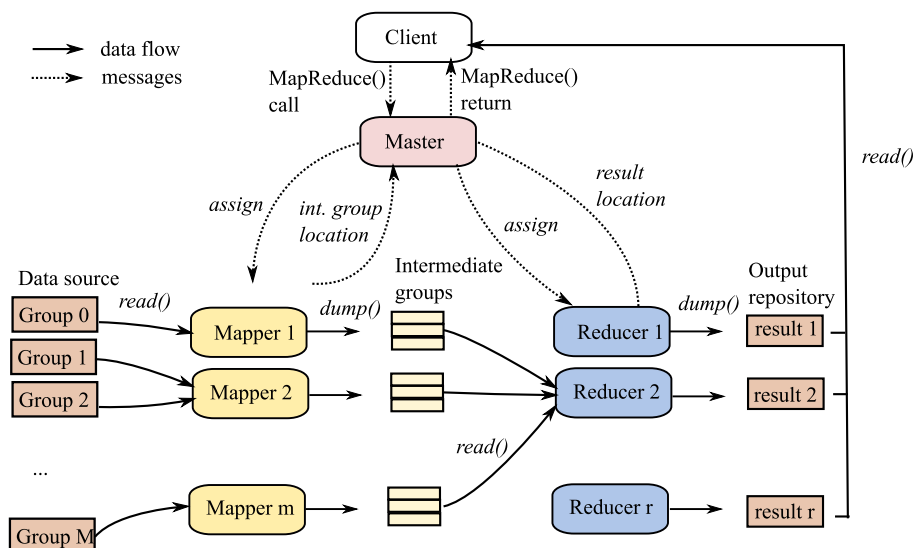 Client
data flow
messages
MapReduce()
call
MapReduce()
return
Master
read()
result
location
assign
int. group
location
assign
Data source
Intermediate
groups
Output
repository
read()
dump()
dump()
Group 0
Mapper 1
Reducer 1
result 1
Group 1
Group 2
Mapper 2
Reducer 2
result 2
read()
...
Group M
Mapper m
Reducer r
result r